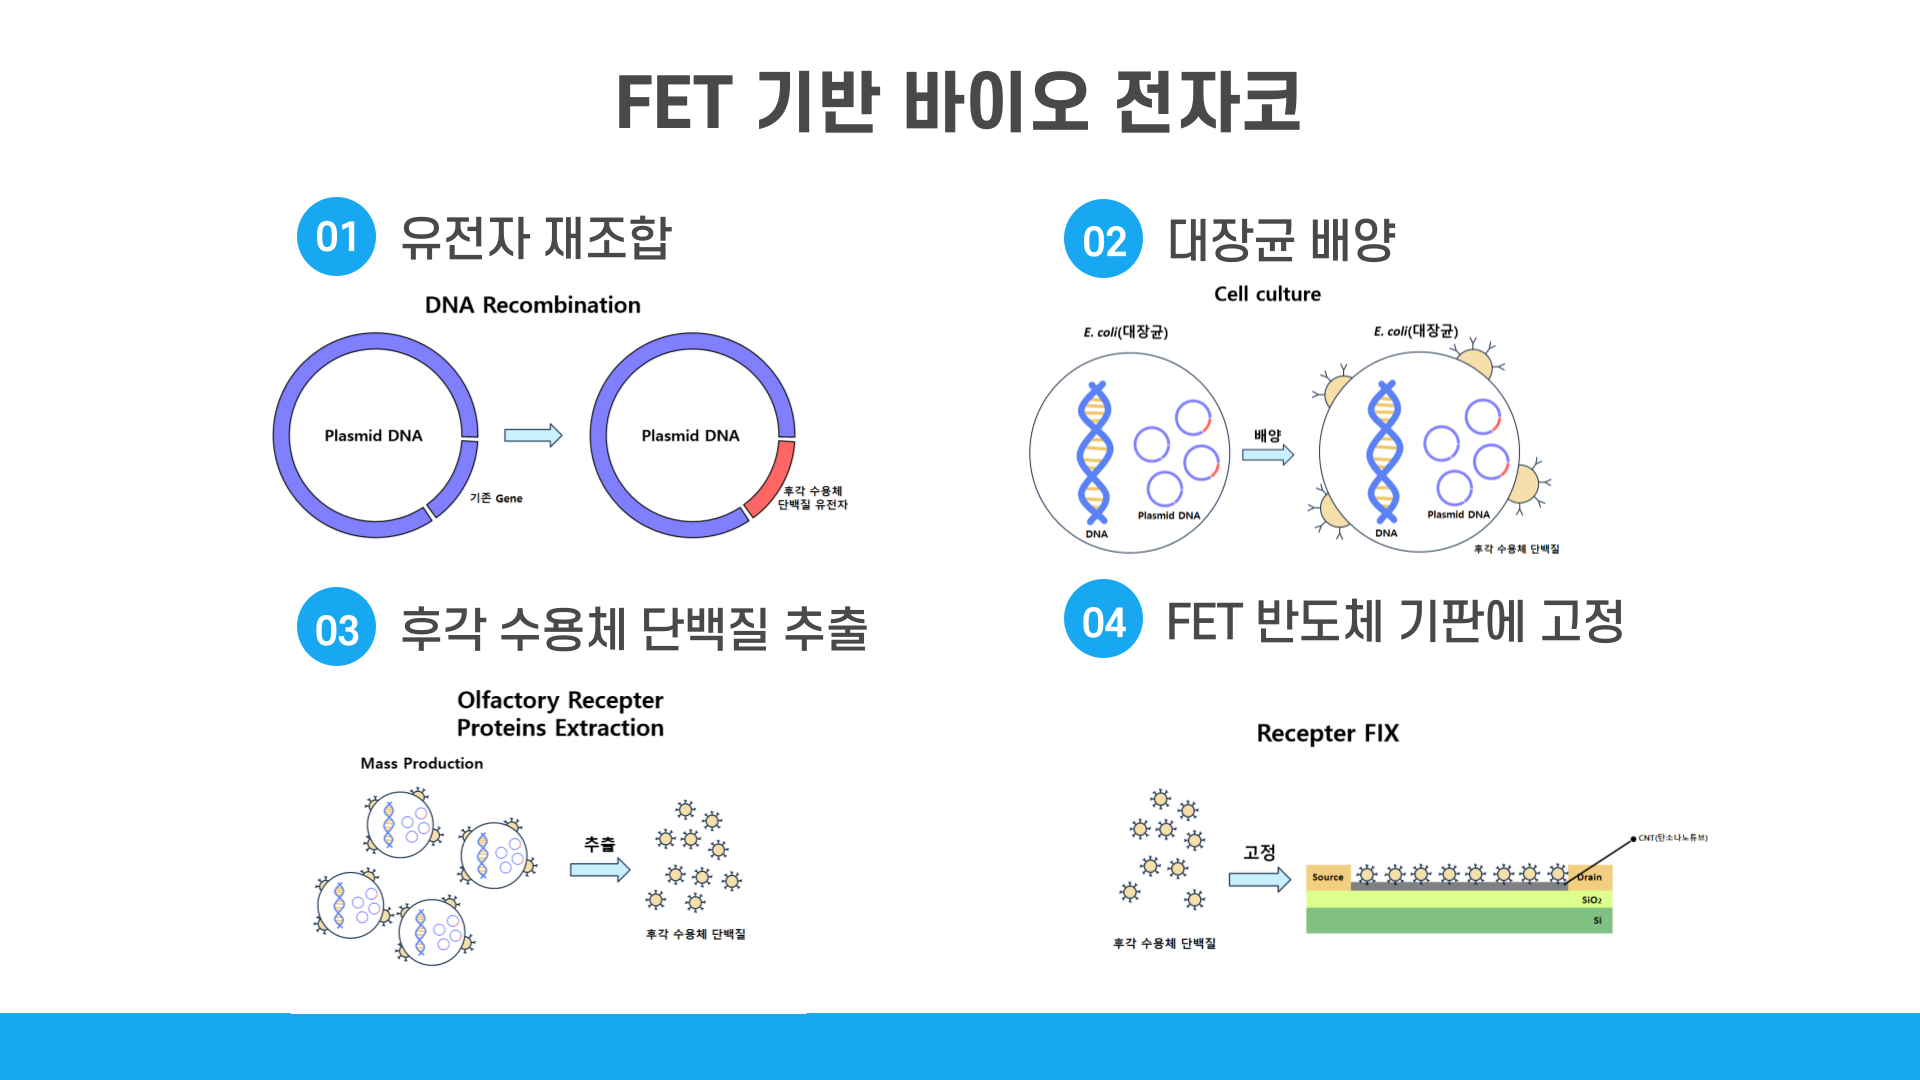 FET 기반 바이오 전자코
01 유전자 재조합
DNA Recombination
Plasmid DNA
기존 Gene
Plasmid DNA
후각 수용체
단백질 유전자
02 대장균 배양
Cell culture
E. coli(대장균)
DNA
Plasmid DNA
배양
E. coli(대장균)
DNA
Plasmid DNA
후각 수용체 단백질
03 후각 수용체 단백질 추출
Olfactory Recepter
Proteins Extraction
Mass Production
추출
후각 수용체 단백질
04 FET 반도체 기판에 고정
Recepter FIX
후각 수용체 단백질
고정
CNT(탄소나노튜브)
Source
Drain
SiO₂
Si